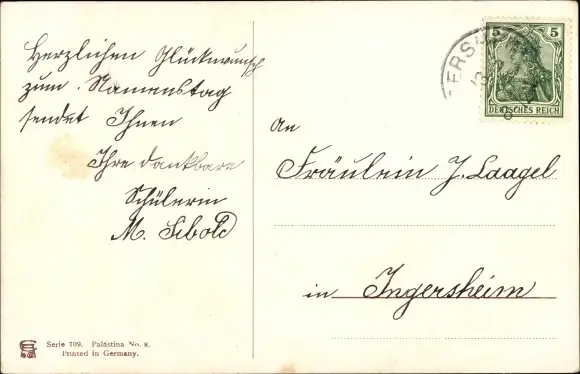 Herzlichen Glückwunsch
zum Namenstag
sendet Ihnen
Ihre dankbare
Schülerin
M. Sibold
5 5
DEUTSCHES REICH
An
Fräulein J. Laagel
in Ingersheim
Serie 709. Palästina No. 8.
Printed in Germany.